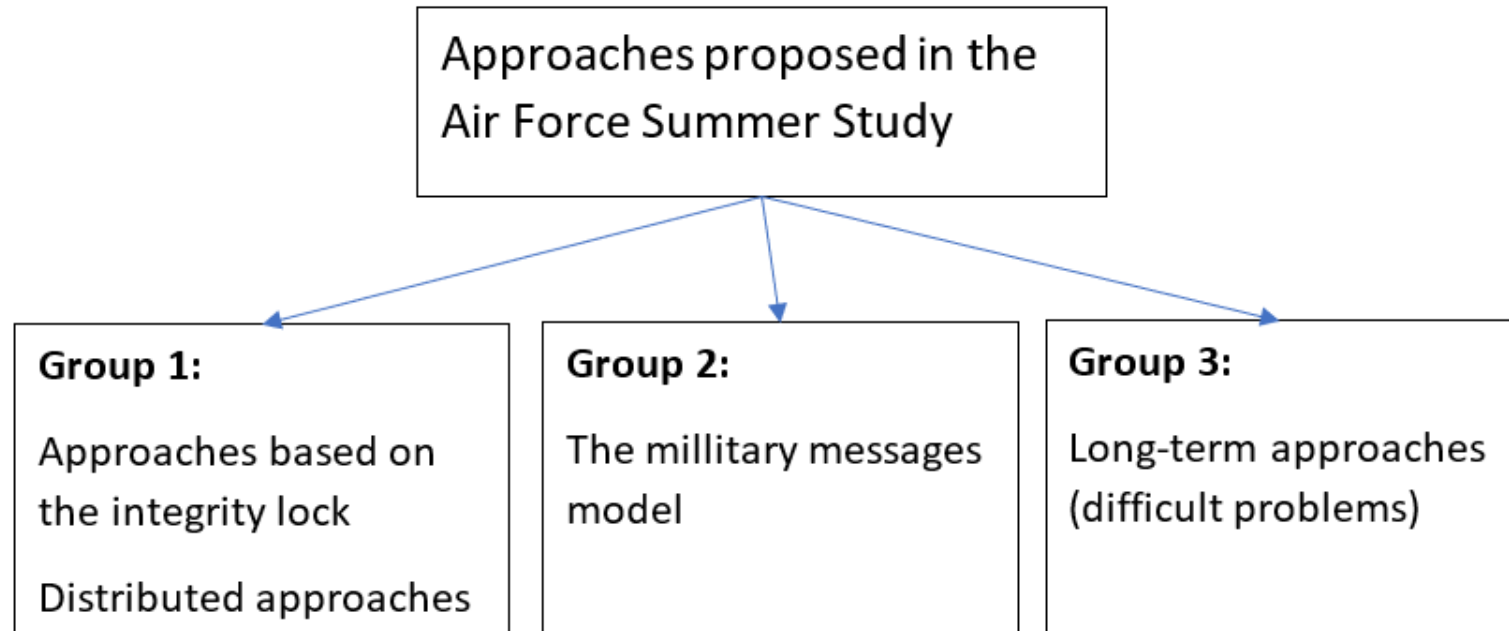 Approaches proposed in the
Air Force Summer Study
Group 1:
Approaches based on
the integrity lock
Distributed approaches
Group 2:
The millitary messages
model
Group 3:
Long-term approaches
(difficult problems)